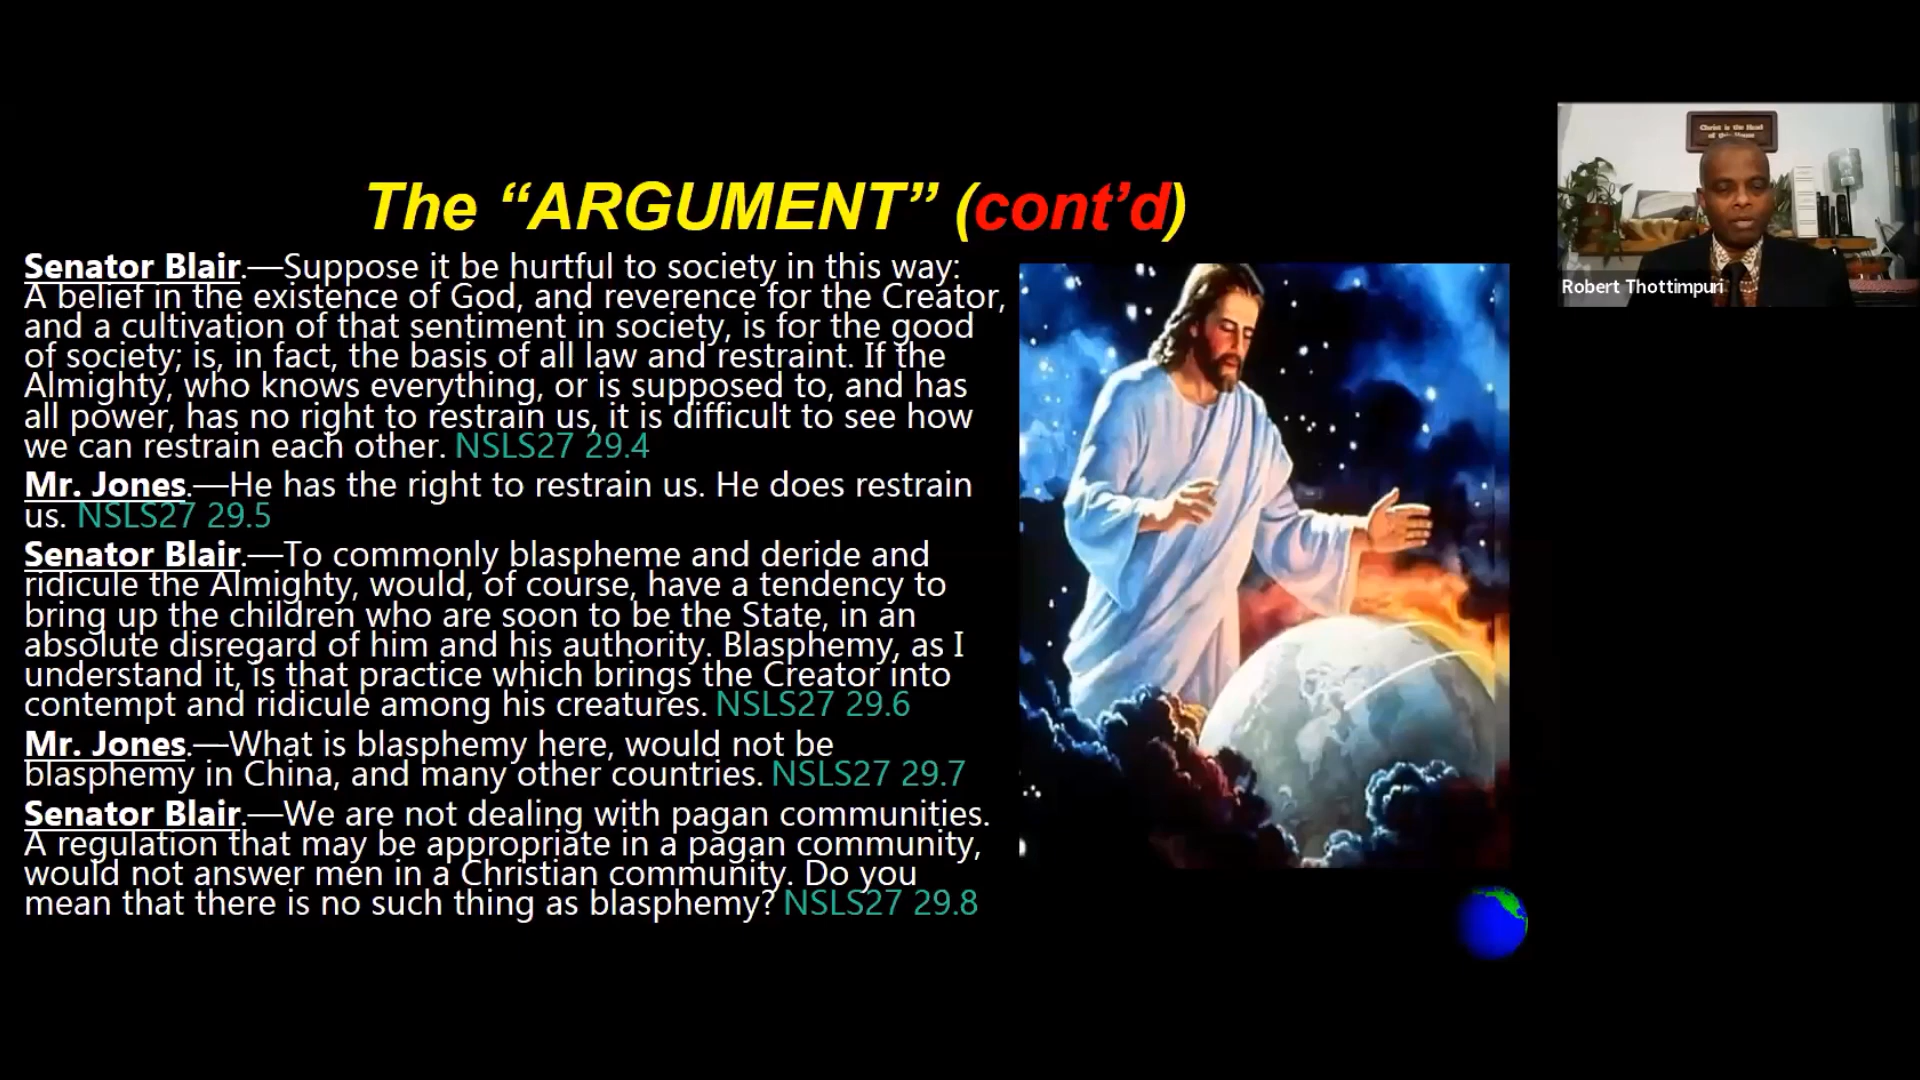 The “ARGUMENT” (cont’d)
Senator Blair.—Suppose it be hurtful to society in this way:
A belief in the existence of God, and reverence for the Creator,
and a cultivation of that sentiment in society, is for the good
of society; is, in fact, the basis of all law and restraint. If the
Almighty, who knows everything, or is supposed to, and has
all power, has no right to restrain us, it is difficult to see how
we can restrain each other. NSLS27 29.4
Mr. Jones.—He has the right to restrain us. He does restrain
us. NSLS27 29.5
Senator Blair.—To commonly blaspheme and deride and
ridicule the Almighty, would, of course, have a tendency to
bring up the children who are soon to be the State, in an
absolute disregard of him and his authority. Blasphemy, as I
understand it, is that practice which brings the Creator into
contempt and ridicule among his creatures. NSLS27 29.6
Mr. Jones.—What is blasphemy here, would not be
blasphemy in China, and many other countries. NSLS27 29.7
Senator Blair.—We are not dealing with pagan communities.
A regulation that may be appropriate in a pagan community,
would not answer men in a Christian community. Do you
mean that there is no such thing as blasphemy? NSLS27 29.8
Christ is the Head
of this House
Robert Thottimpuri